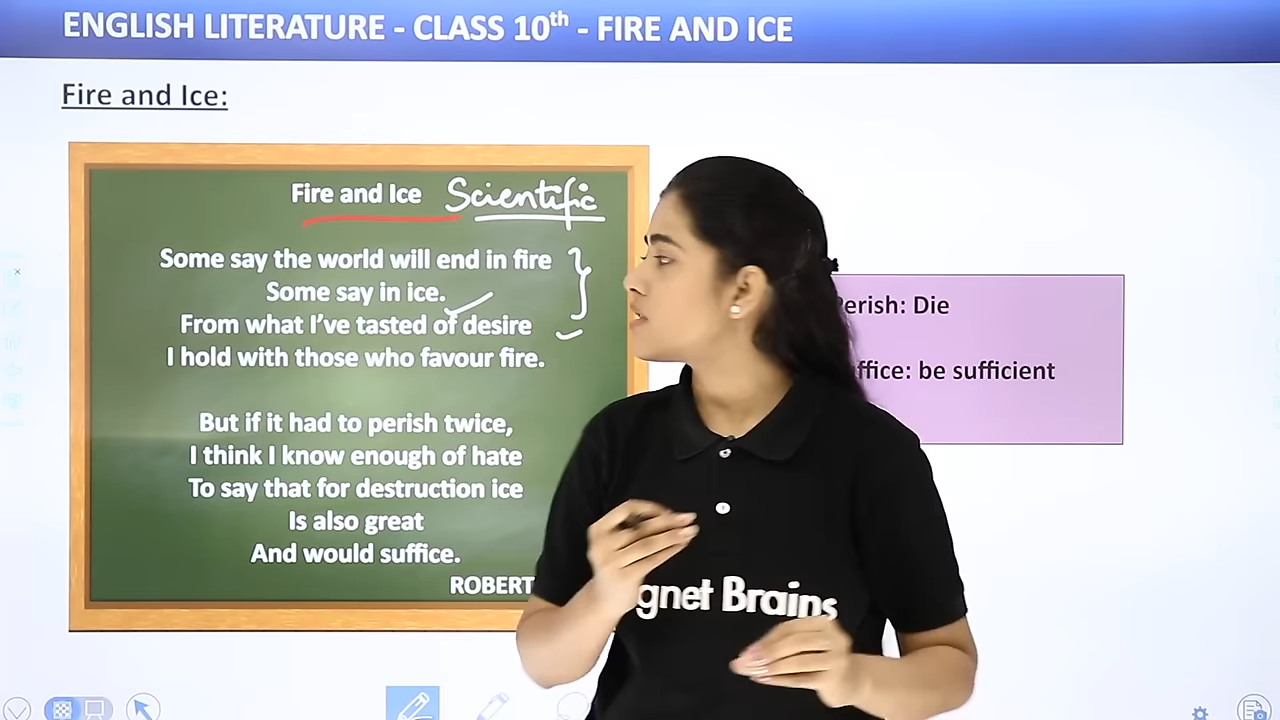 ENGLISH LITERATURE - CLASS 10th - FIRE AND ICE
Fire and Ice:
Fire and Ice Scientific
Some say the world will end in fire
Some say in ice.
From what I've tasted of desire
I hold with those who favour fire.
But if it had to perish twice,
I think I know enough of hate
To say that for destruction ice
Is also great
And would suffice.
ROBERT
erish: Die
ffice: be sufficient
gnet Brains